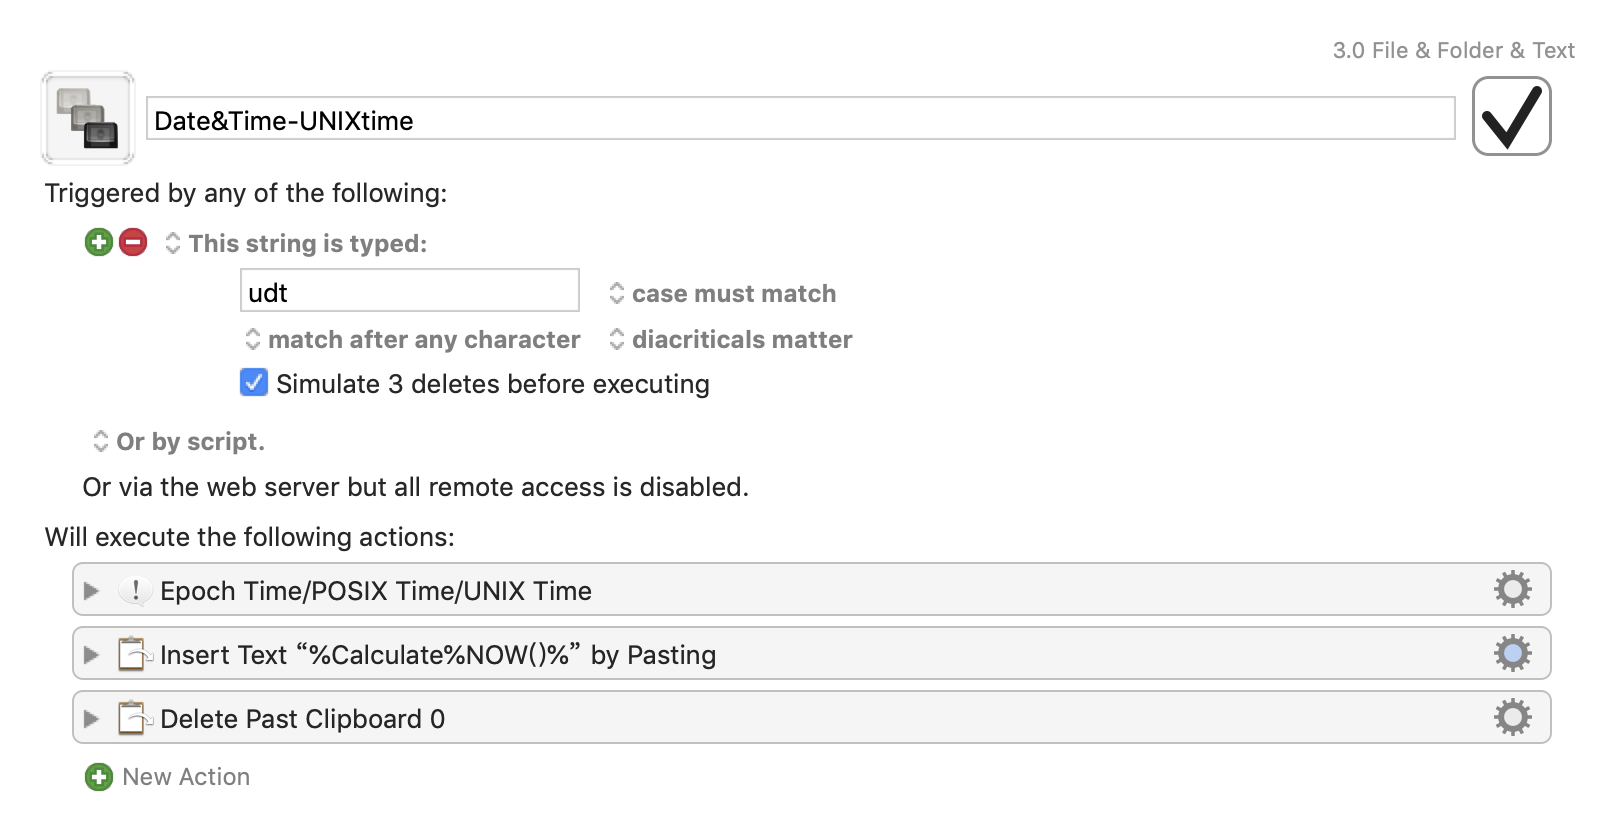 3.0 File & Folder & Text
Date&Time-UNIXtime
Triggered by any of the following:
This string is typed:
udt
case must match
match after any character
diacriticals matter
Simulate 3 deletes before executing
Or by script.
Or via the web server but all remote access is disabled.
Will execute the following actions:
Epoch Time/POSIX Time/UNIX Time
Insert Text “%Calculate%NOW()%” by Pasting
Delete Past Clipboard 0
New Action